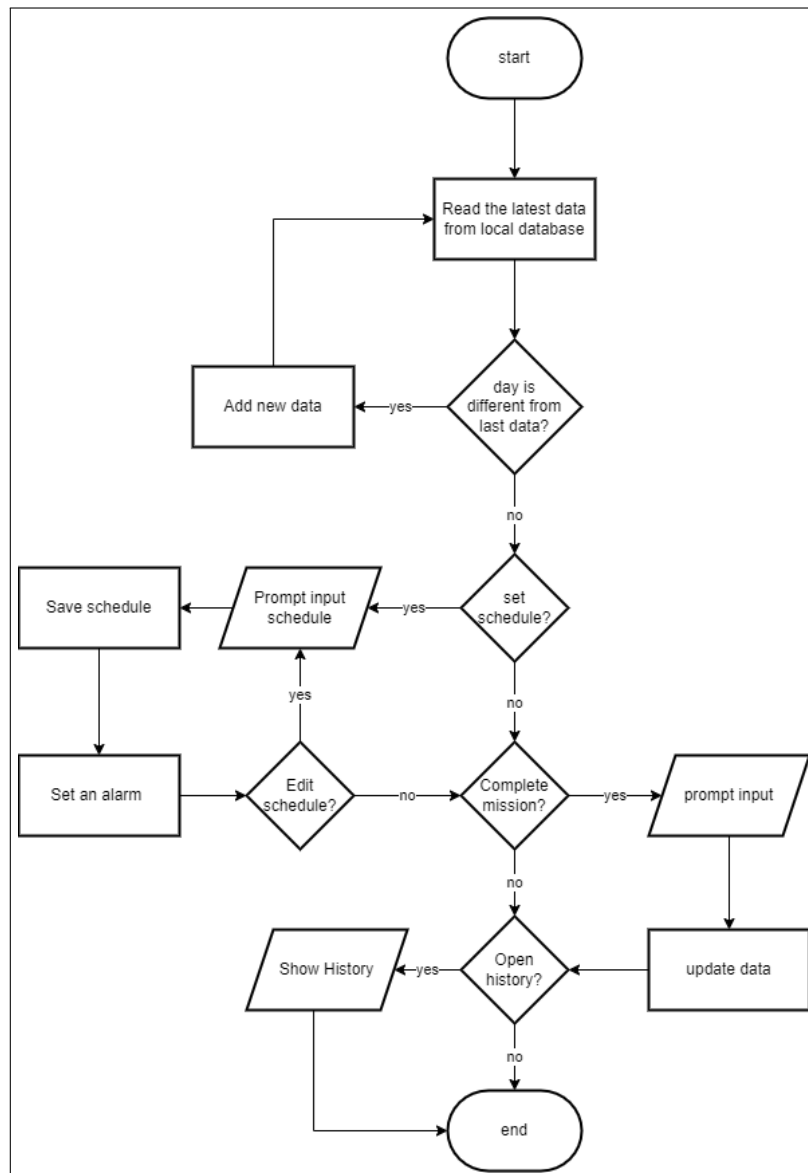 start
Read the latest data
from local database
Add new data
yes
day is
different from
last data?
no
Save schedule
Prompt input
schedule
yes
set
schedule?
yes
no
Set an alarm
Edit
schedule?
no
Complete
mission?
yes
prompt input
no
Show History
yes
Open
history?
update data
no
end